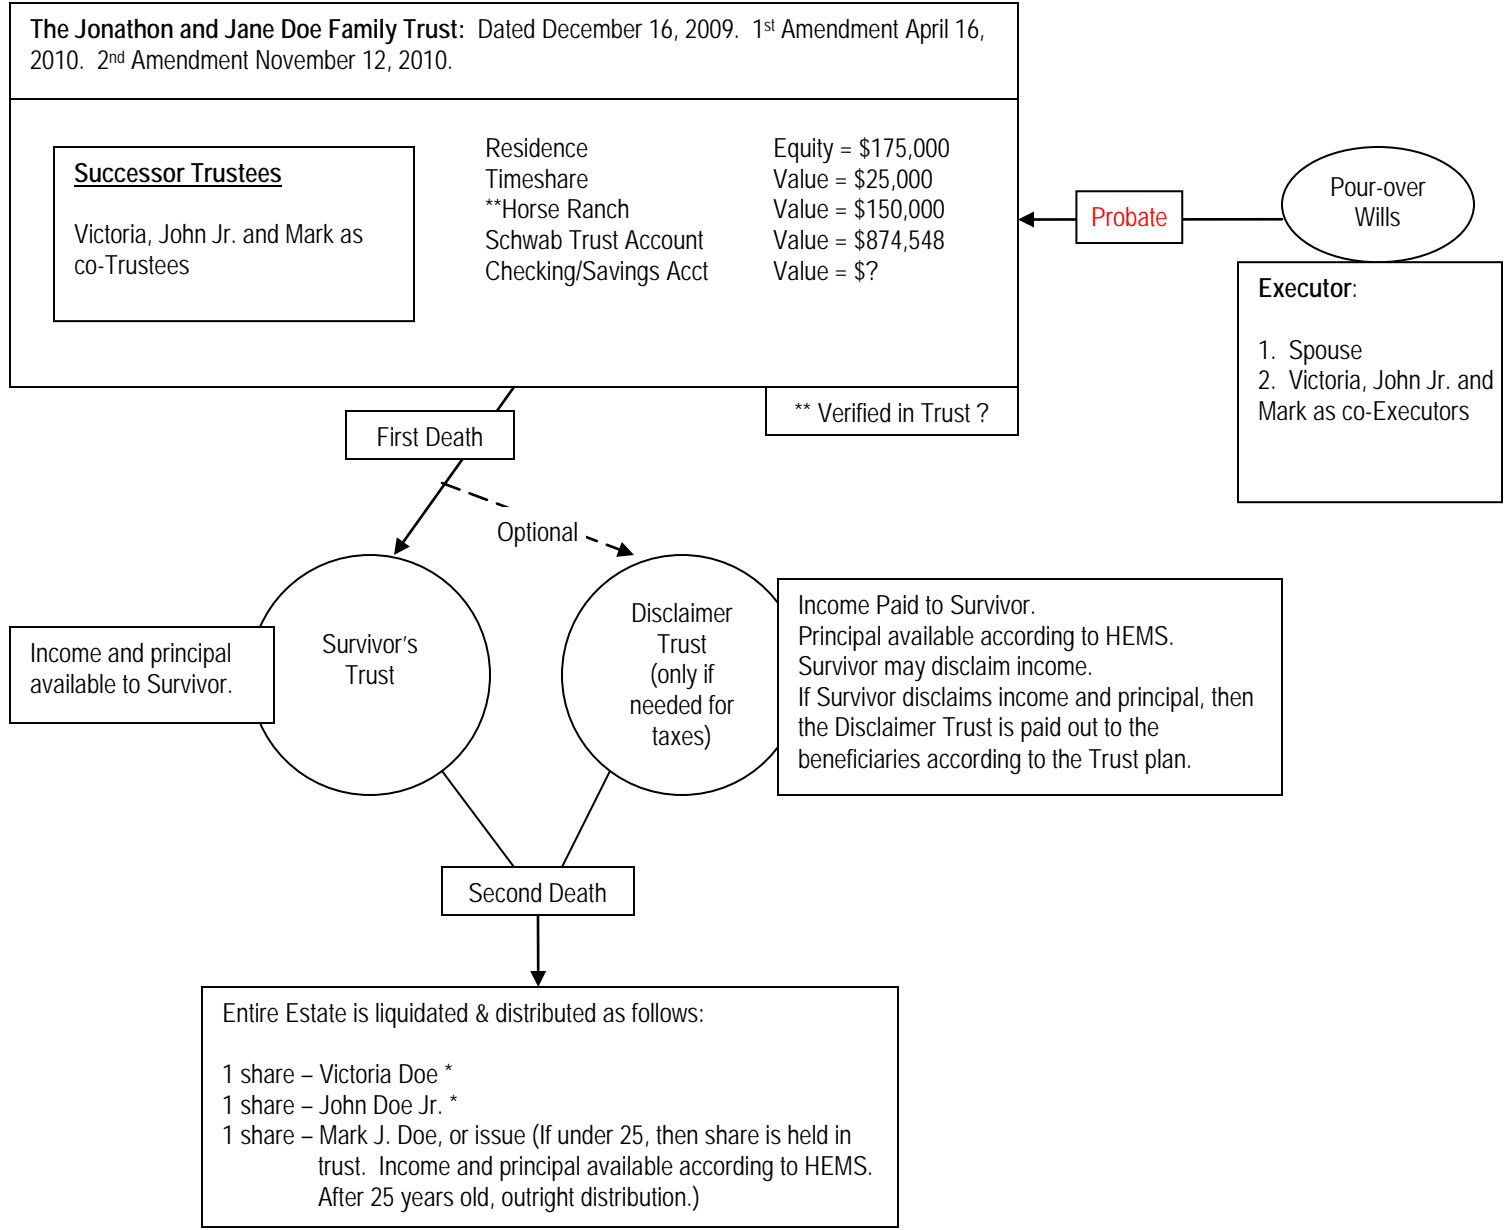 The Jonathon and Jane Doe Family Trust: Dated December 16, 2009. 1st Amendment April 16,
2010. 2nd Amendment November 12, 2010.
Successor Trustees
Victoria, John Jr. and Mark as
co-Trustees
Residence Equity = $175,000
Timeshare Value = $25,000
**Horse Ranch Value = $150,000
Schwab Trust Account Value = $874,548
Checking/Savings Acct Value = $?
** Verified in Trust ?
Probate
Pour-over
Wills
Executor:
1. Spouse
2. Victoria, John Jr. and
Mark as co-Executors
First Death
Optional
Income and principal
available to Survivor.
Survivor's
Trust
Disclaimer
Trust
(only if
needed for
taxes)
Income Paid to Survivor.
Principal available according to HEMS.
Survivor may disclaim income.
If Survivor disclaims income and principal, then
the Disclaimer Trust is paid out to the
beneficiaries according to the Trust plan.
Second Death
Entire Estate is liquidated & distributed as follows:
1 share – Victoria Doe *
1 share – John Doe Jr. *
1 share – Mark J. Doe, or issue (If under 25, then share is held in
trust. Income and principal available according to HEMS.
After 25 years old, outright distribution.)